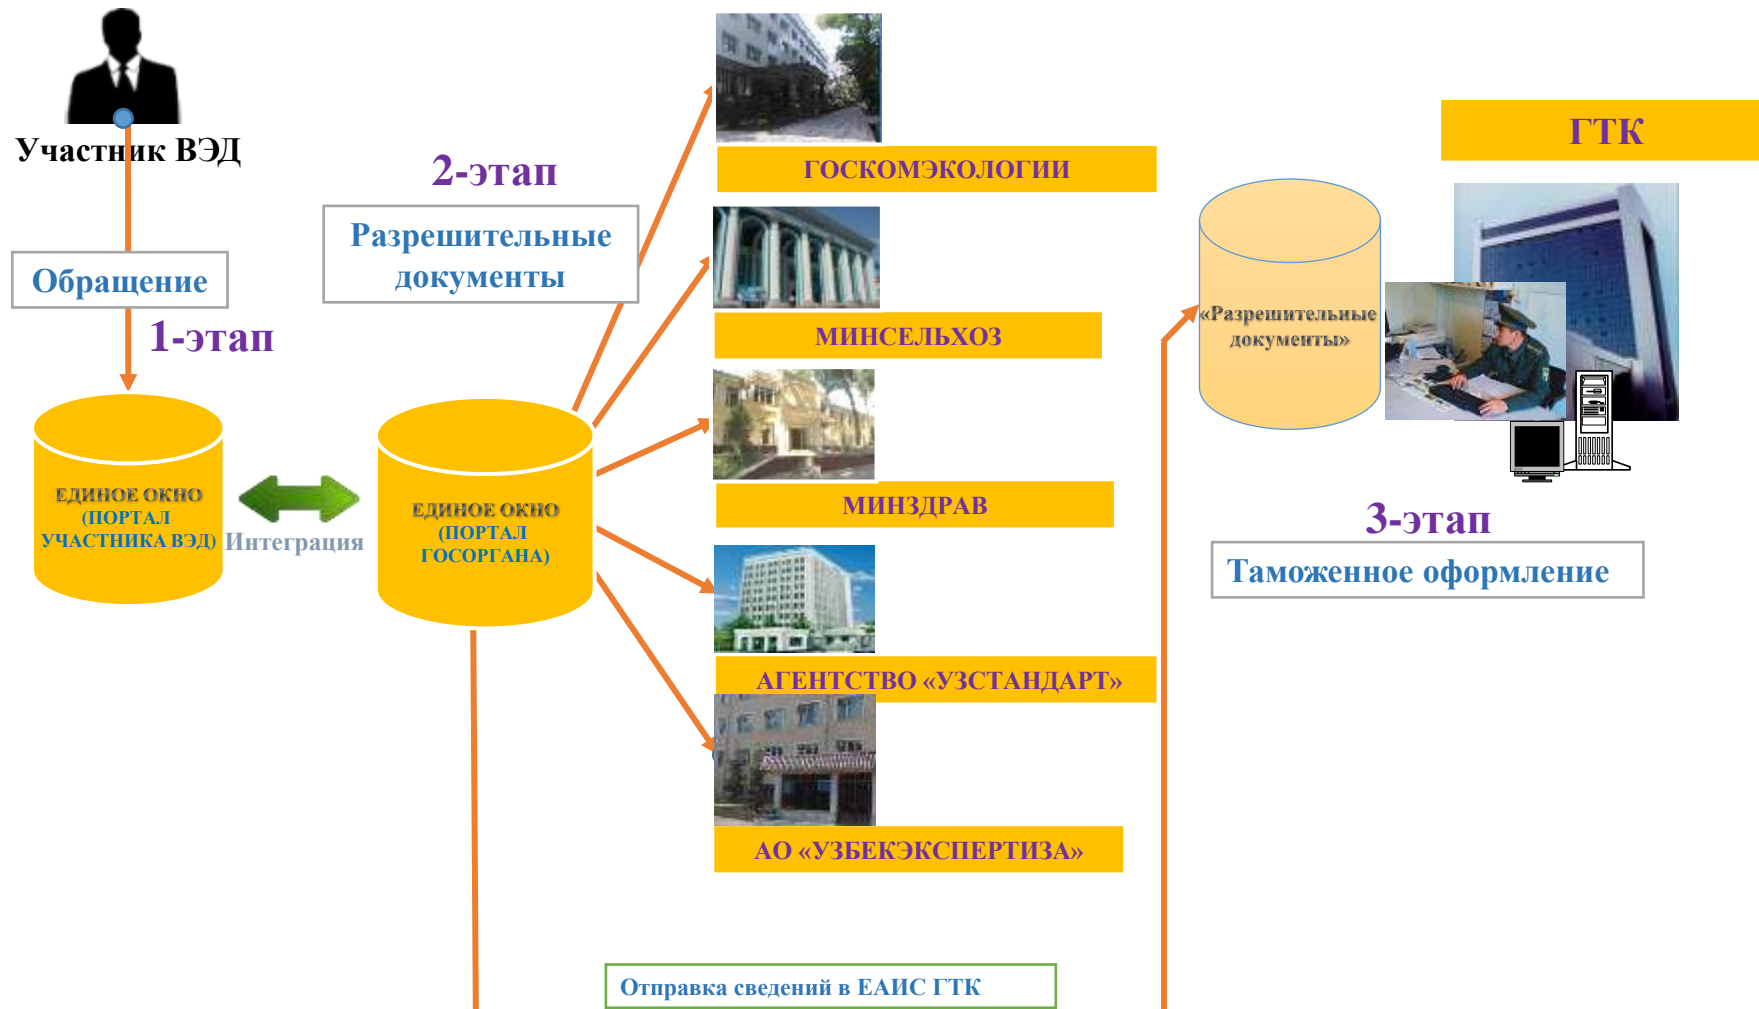 Участник ВЭД
Обращение
1-этап
ЕДИНОЕ ОКНО
(ПОРТАЛ
УЧАСТНИКА ВЭД)
Интеграция
2-этап
Разрешительные
документы
ЕДИНОЕ ОКНО
(ПОРТАЛ
ГОСОРГАНА)
ГОСКОМЭКОЛОГИИ
МИНСЕЛЬХОЗ
МИНЗДРАВ
АГЕНТСТВО «УЗСТАНДАРТ»
АО «УЗБЕКЭКСПЕРТИЗА»
Отправка сведений в ЕАИС ГТК
ГТК
«Разрешительные
документы»
3-этап
Таможенное оформление